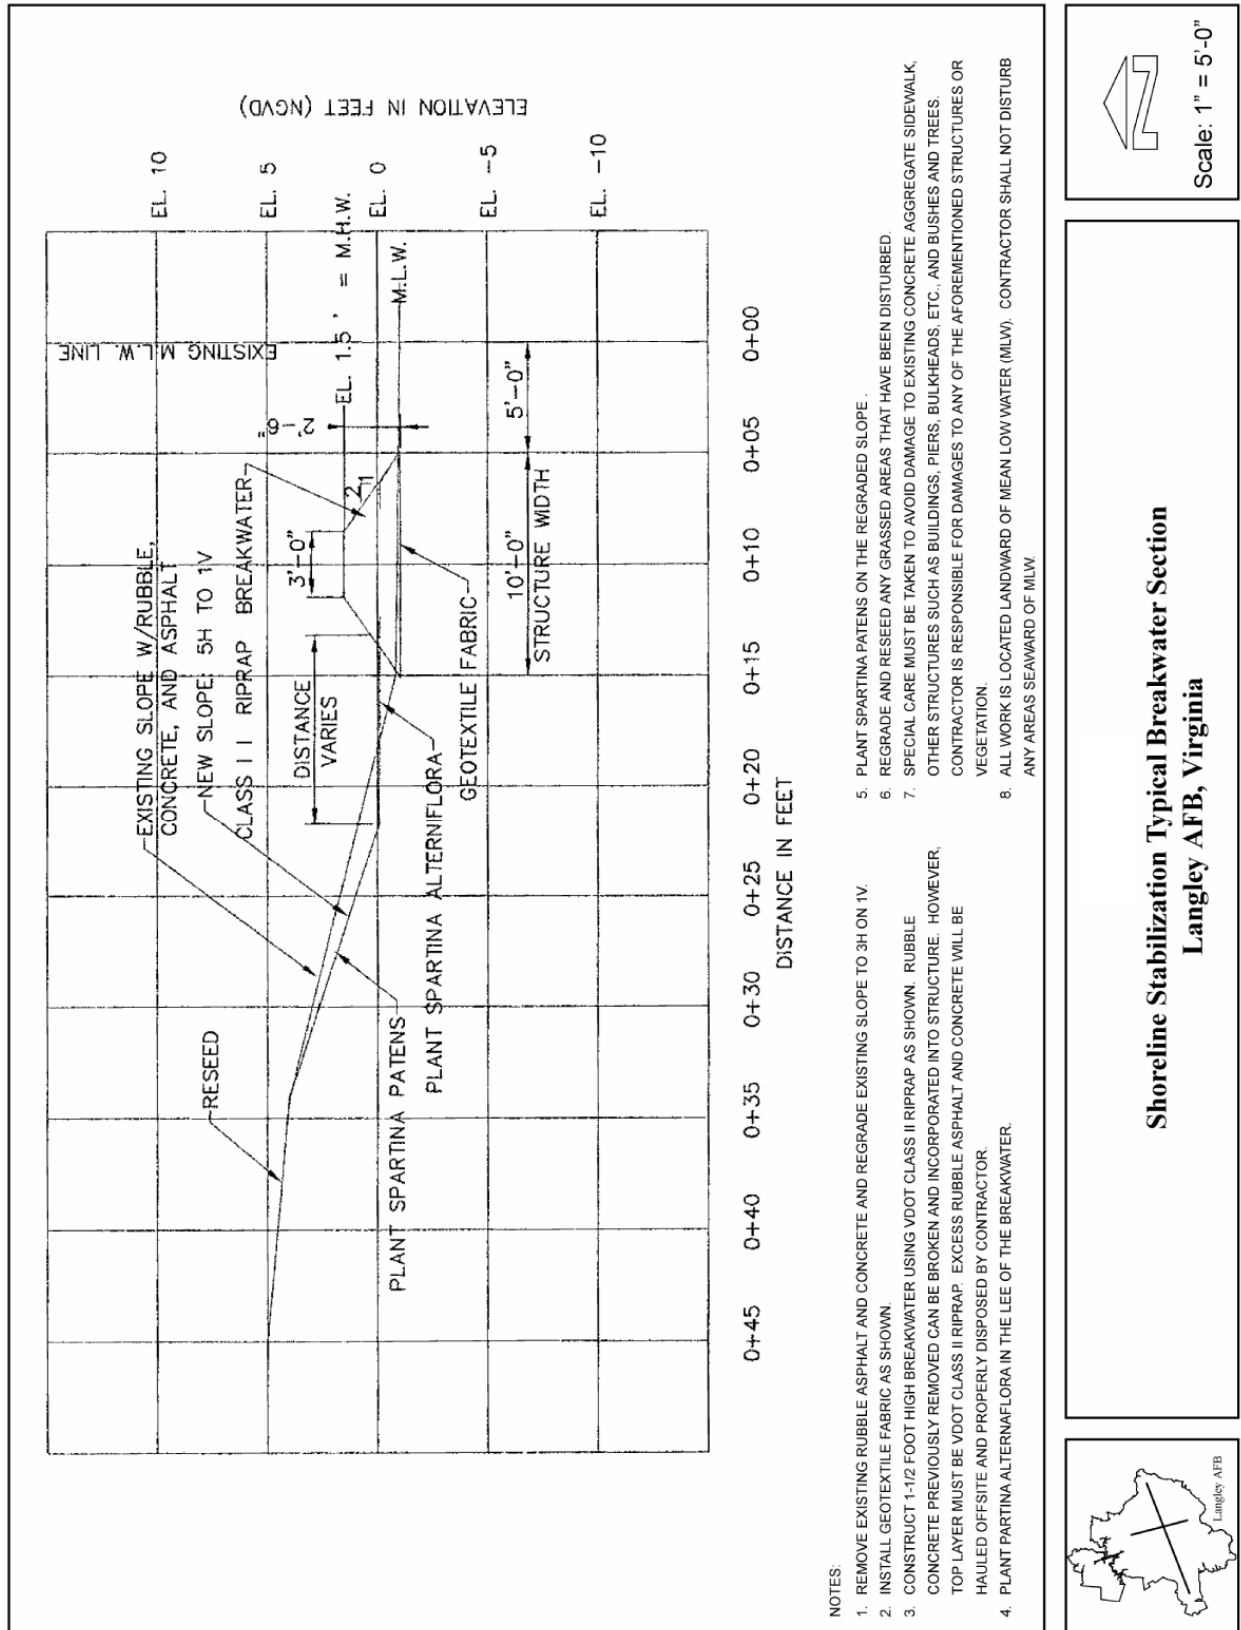 EXISTING SLOPE W/RUBBLE,
CONCRETE, AND ASPHALT
NEW SLOPE: 5H TO 1V
CLASS II RIPRAP BREAKWATER
EXISTING M.L.W. LINE
RESEED
DISTANCE
VARIES
3'-0"
2
1
2'-6"
EL. 1.5' = M.H.W.
M.L.W.
PLANT SPARTINA PATENS
PLANT SPARTINA ALTERNIFLORA
GEOTEXTILE FABRIC
10'-0"
STRUCTURE WIDTH
5'-0"
EL. 10
EL. 5
EL. 0
EL. -5
EL. -10
ELEVATION IN FEET (NGVD)
0+45
0+40
0+35
0+30
0+25
0+20
0+15
0+10
0+05
0+00
DISTANCE IN FEET
NOTES:
1. REMOVE EXISTING RUBBLE ASPHALT AND CONCRETE AND REGRADE EXISTING SLOPE TO 3H ON 1V.
2. INSTALL GEOTEXTILE FABRIC AS SHOWN.
3. CONSTRUCT 1-1/2 FOOT HIGH BREAKWATER USING VDOT CLASS II RIPRAP AS SHOWN. RUBBLE
CONCRETE PREVIOUSLY REMOVED CAN BE BROKEN AND INCORPORATED INTO STRUCTURE. HOWEVER,
TOP LAYER MUST BE VDOT CLASS II RIPRAP. EXCESS RUBBLE ASPHALT AND CONCRETE WILL BE
HAULED OFFSITE AND PROPERLY DISPOSED BY CONTRACTOR.
4. PLANT PARTINA ALTERNAFLORA IN THE LEE OF THE BREAKWATER.
5. PLANT SPARTINA PATENS ON THE REGRADED SLOPE .
6. REGRADE AND RESEED ANY GRASSED AREAS THAT HAVE BEEN DISTURBED.
7. SPECIAL CARE MUST BE TAKEN TO AVOID DAMAGE TO EXISTING CONCRETE AGGREGATE SIDEWALK,
OTHER STRUCTURES SUCH AS BUILDINGS, PIERS, BULKHEADS, ETC., AND BUSHES AND TREES.
CONTRACTOR IS RESPONSIBLE FOR DAMAGES TO ANY OF THE AFOREMENTIONED STRUCTURES OR
VEGETATION.
8. ALL WORK IS LOCATED LANDWARD OF MEAN LOW WATER (MLW). CONTRACTOR SHALL NOT DISTURB
ANY AREAS SEAWARD OF MLW.
Langley AFB
Shoreline Stabilization Typical Breakwater Section
Langley AFB, Virginia
N
Scale: 1" = 5'-0"